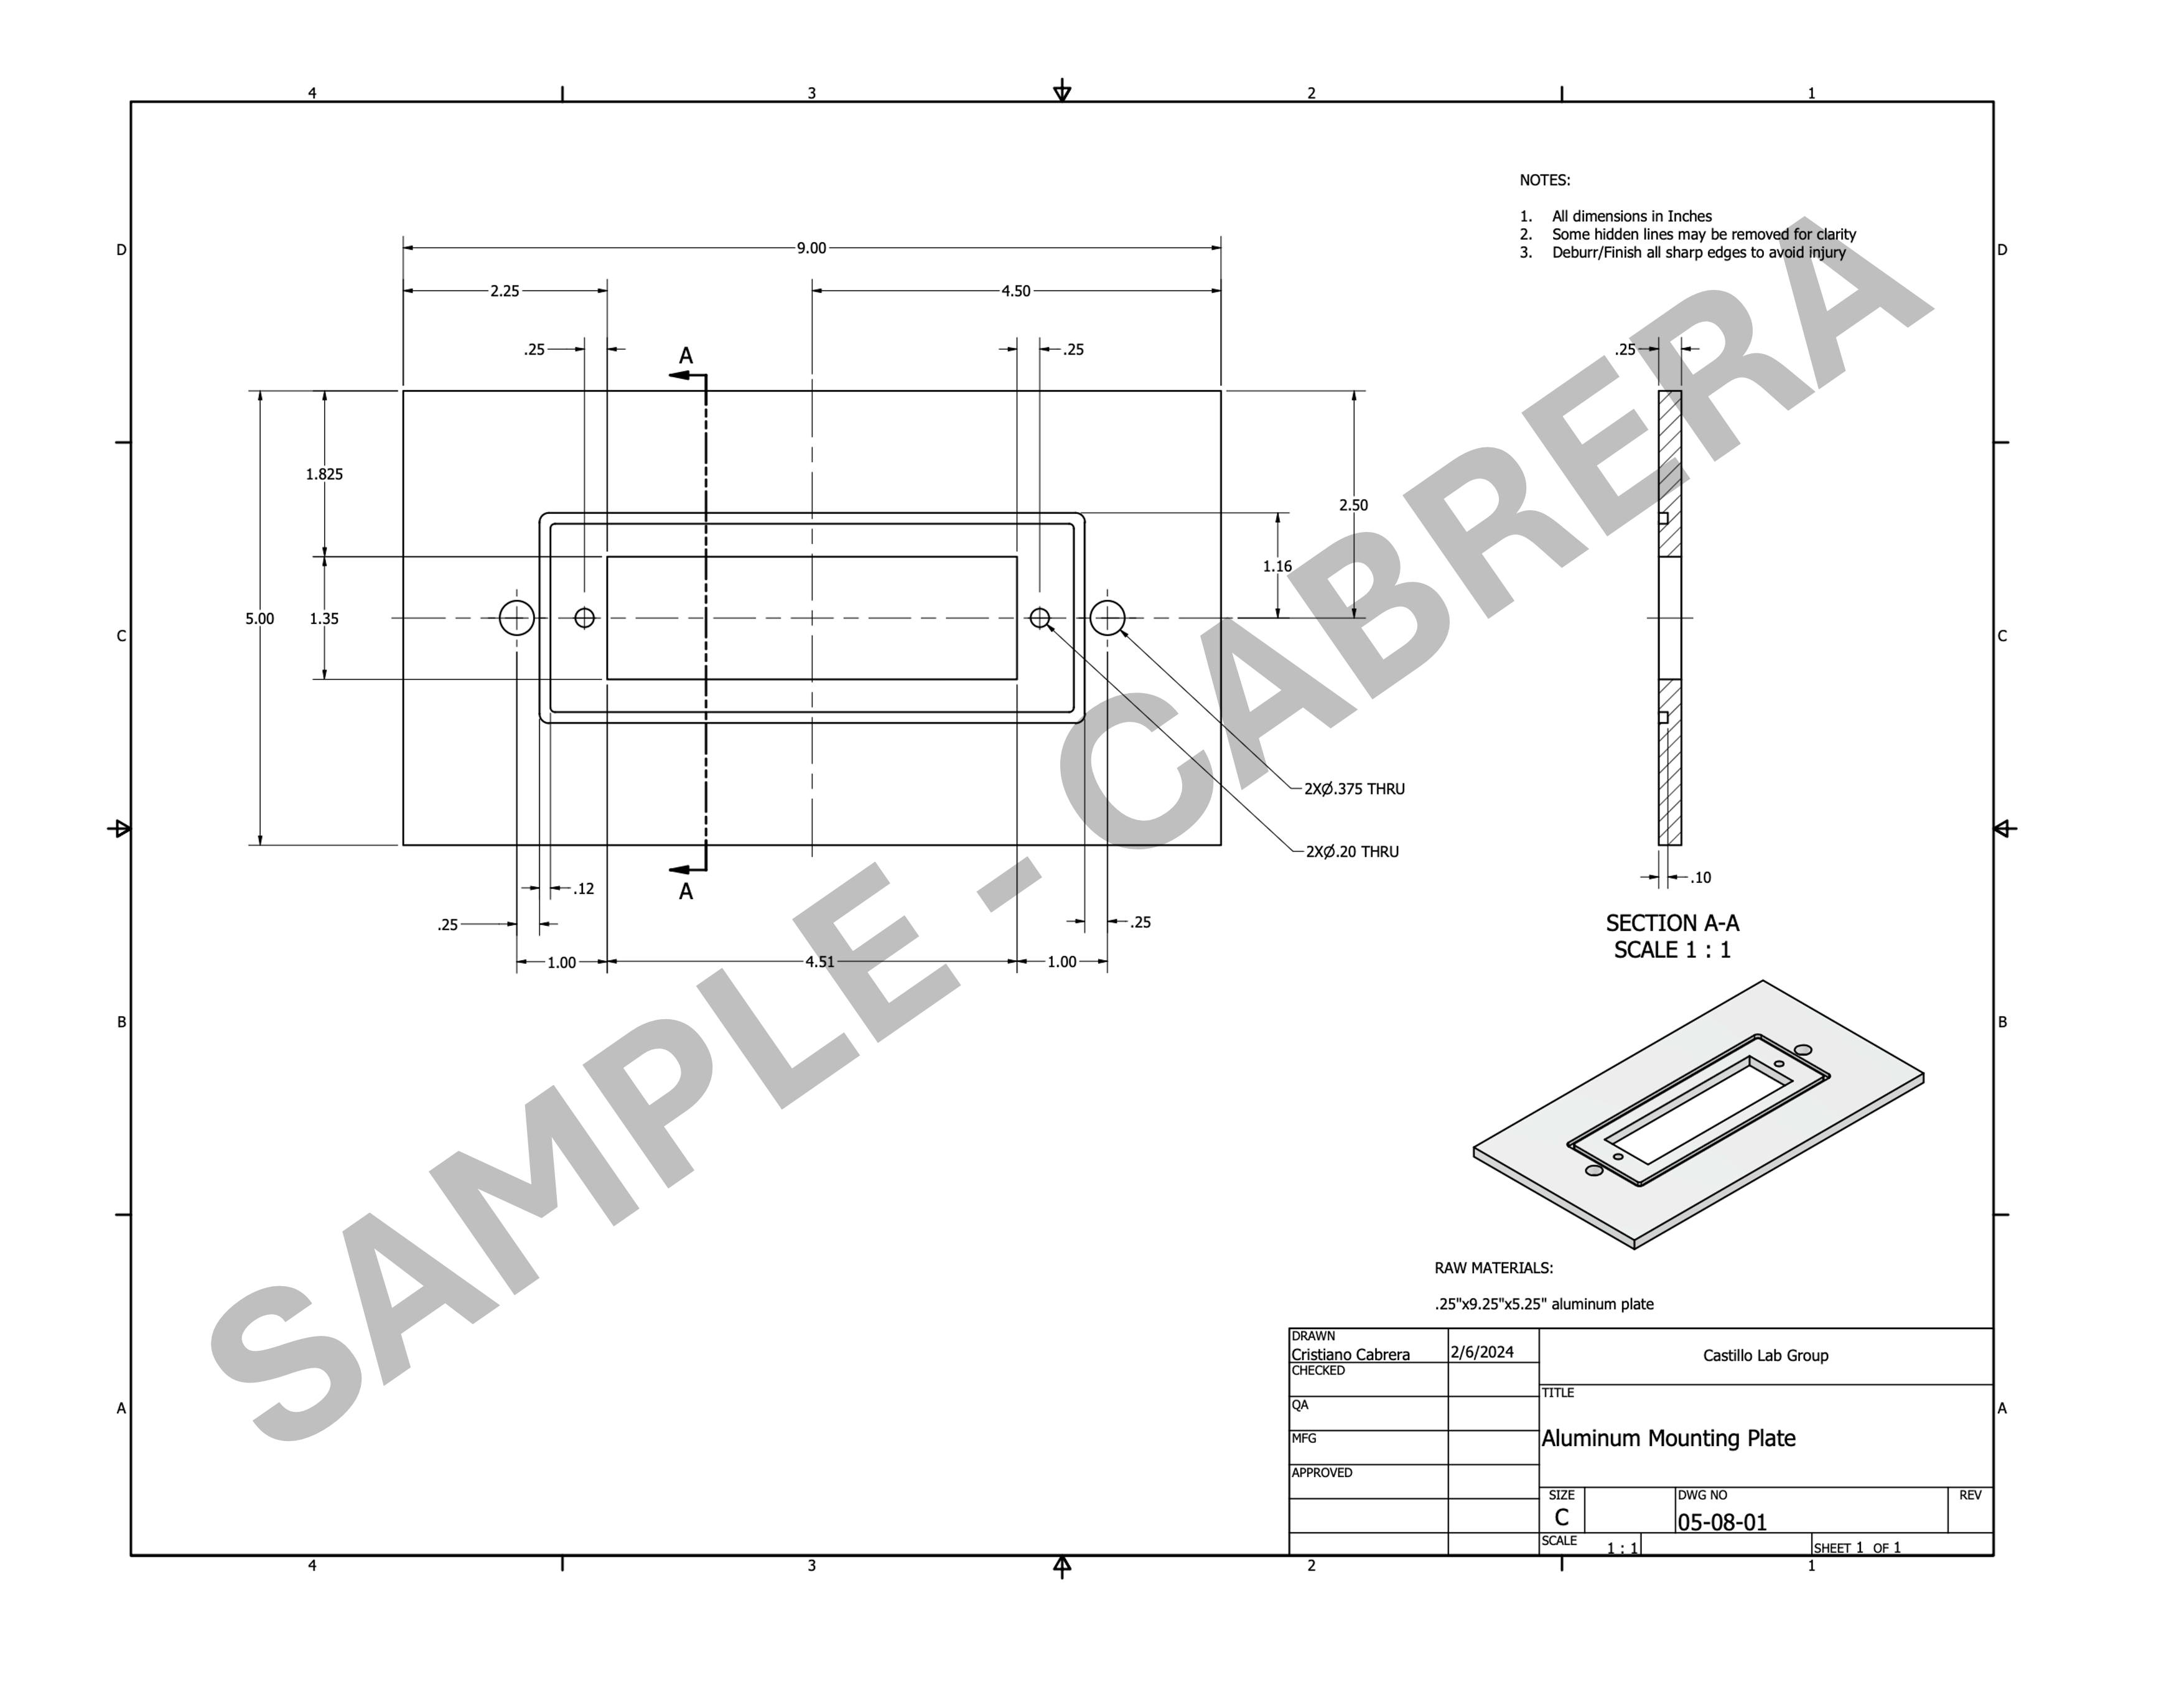 4 3 2 1
NOTES:
1. All dimensions in Inches
2. Some hidden lines may be removed for clarity
3. Deburr/Finish all sharp edges to avoid injury
D D
9.00
2.25 4.50
.25 A .25 .25
1.825
2.50
1.16
5.00 1.35
C C
2XØ.375 THRU
2XØ.20 THRU
.12 A .10
.25 .25
1.00 4.51 1.00
SECTION A-A
SCALE 1 : 1
B B
SAMPLE - CABRERA
RAW MATERIALS:
.25"x9.25"x5.25" aluminum plate
DRAWN
Cristiano Cabrera 2/6/2024
Castillo Lab Group
CHECKED
TITLE
QA
A A
MFG
Aluminum Mounting Plate
APPROVED
SIZE DWG NO REV
C 05-08-01
SCALE 1 : 1 SHEET 1 OF 1
4 3 2 1